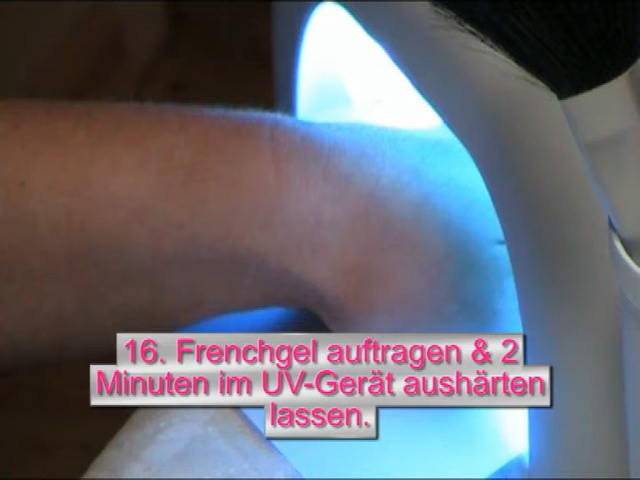 16. Frenchgel auftragen & 2
Minuten im UV-Gerät aushärten
lassen.